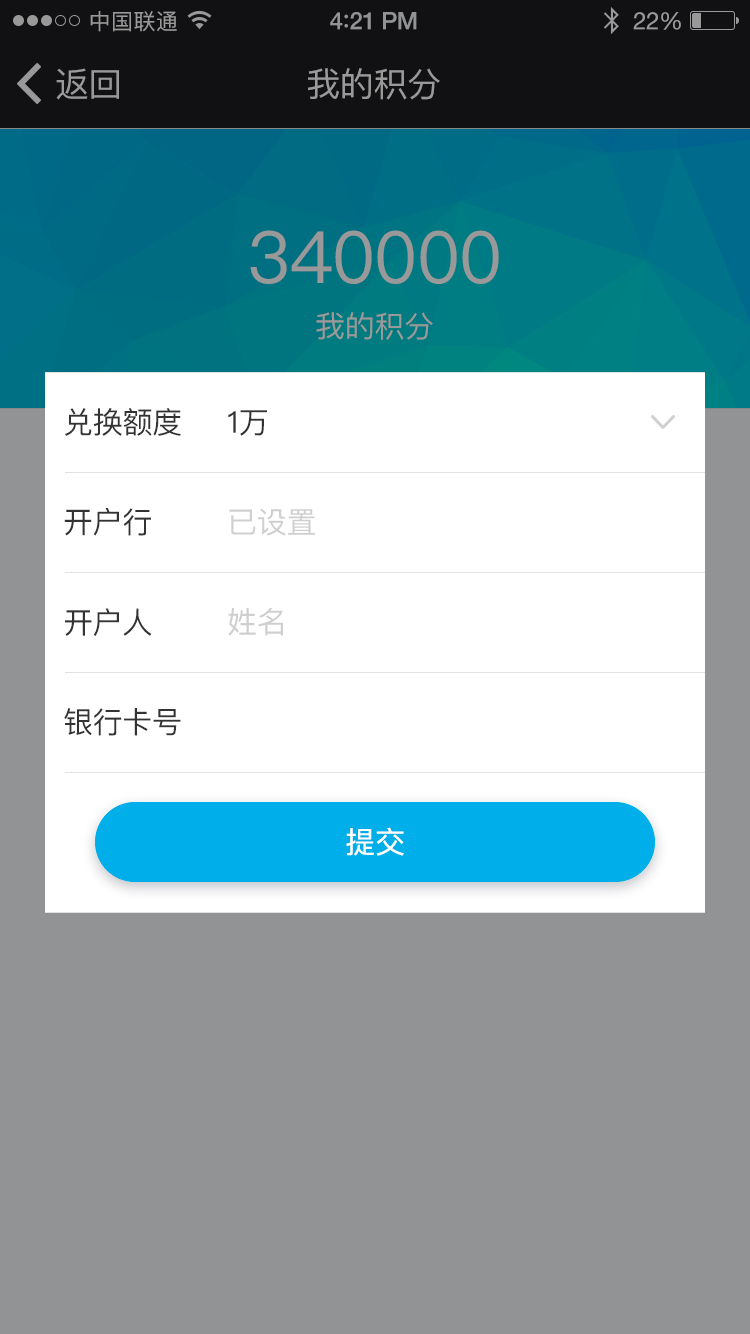 中国联通 4:21 PM 22%
返回 我的积分
340000
我的积分
兑换额度 1万
开户行 已设置
开户人 姓名
银行卡号
提交